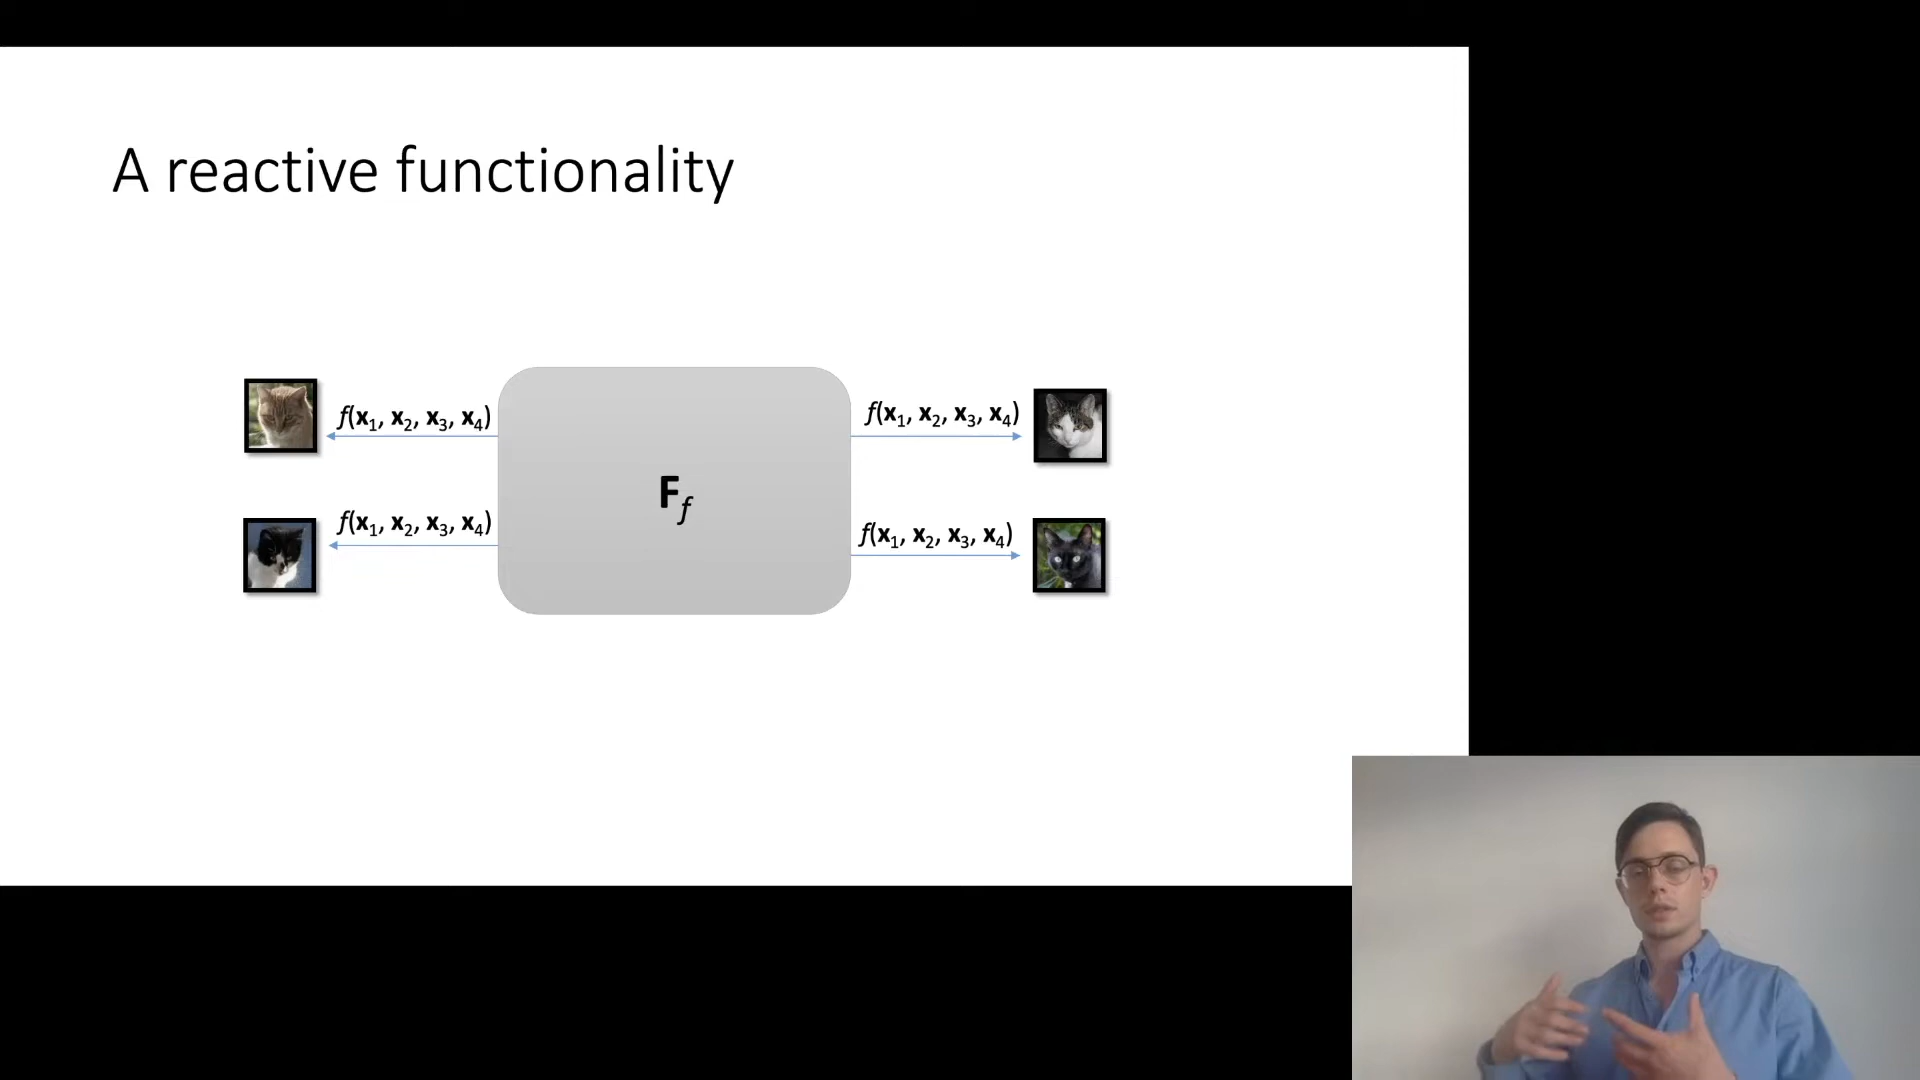 A reactive functionality
f(x₁, x₂, x₃, x₄)
f(x₁, x₂, x₃, x₄)
F_f
f(x₁, x₂, x₃, x₄)
f(x₁, x₂, x₃, x₄)